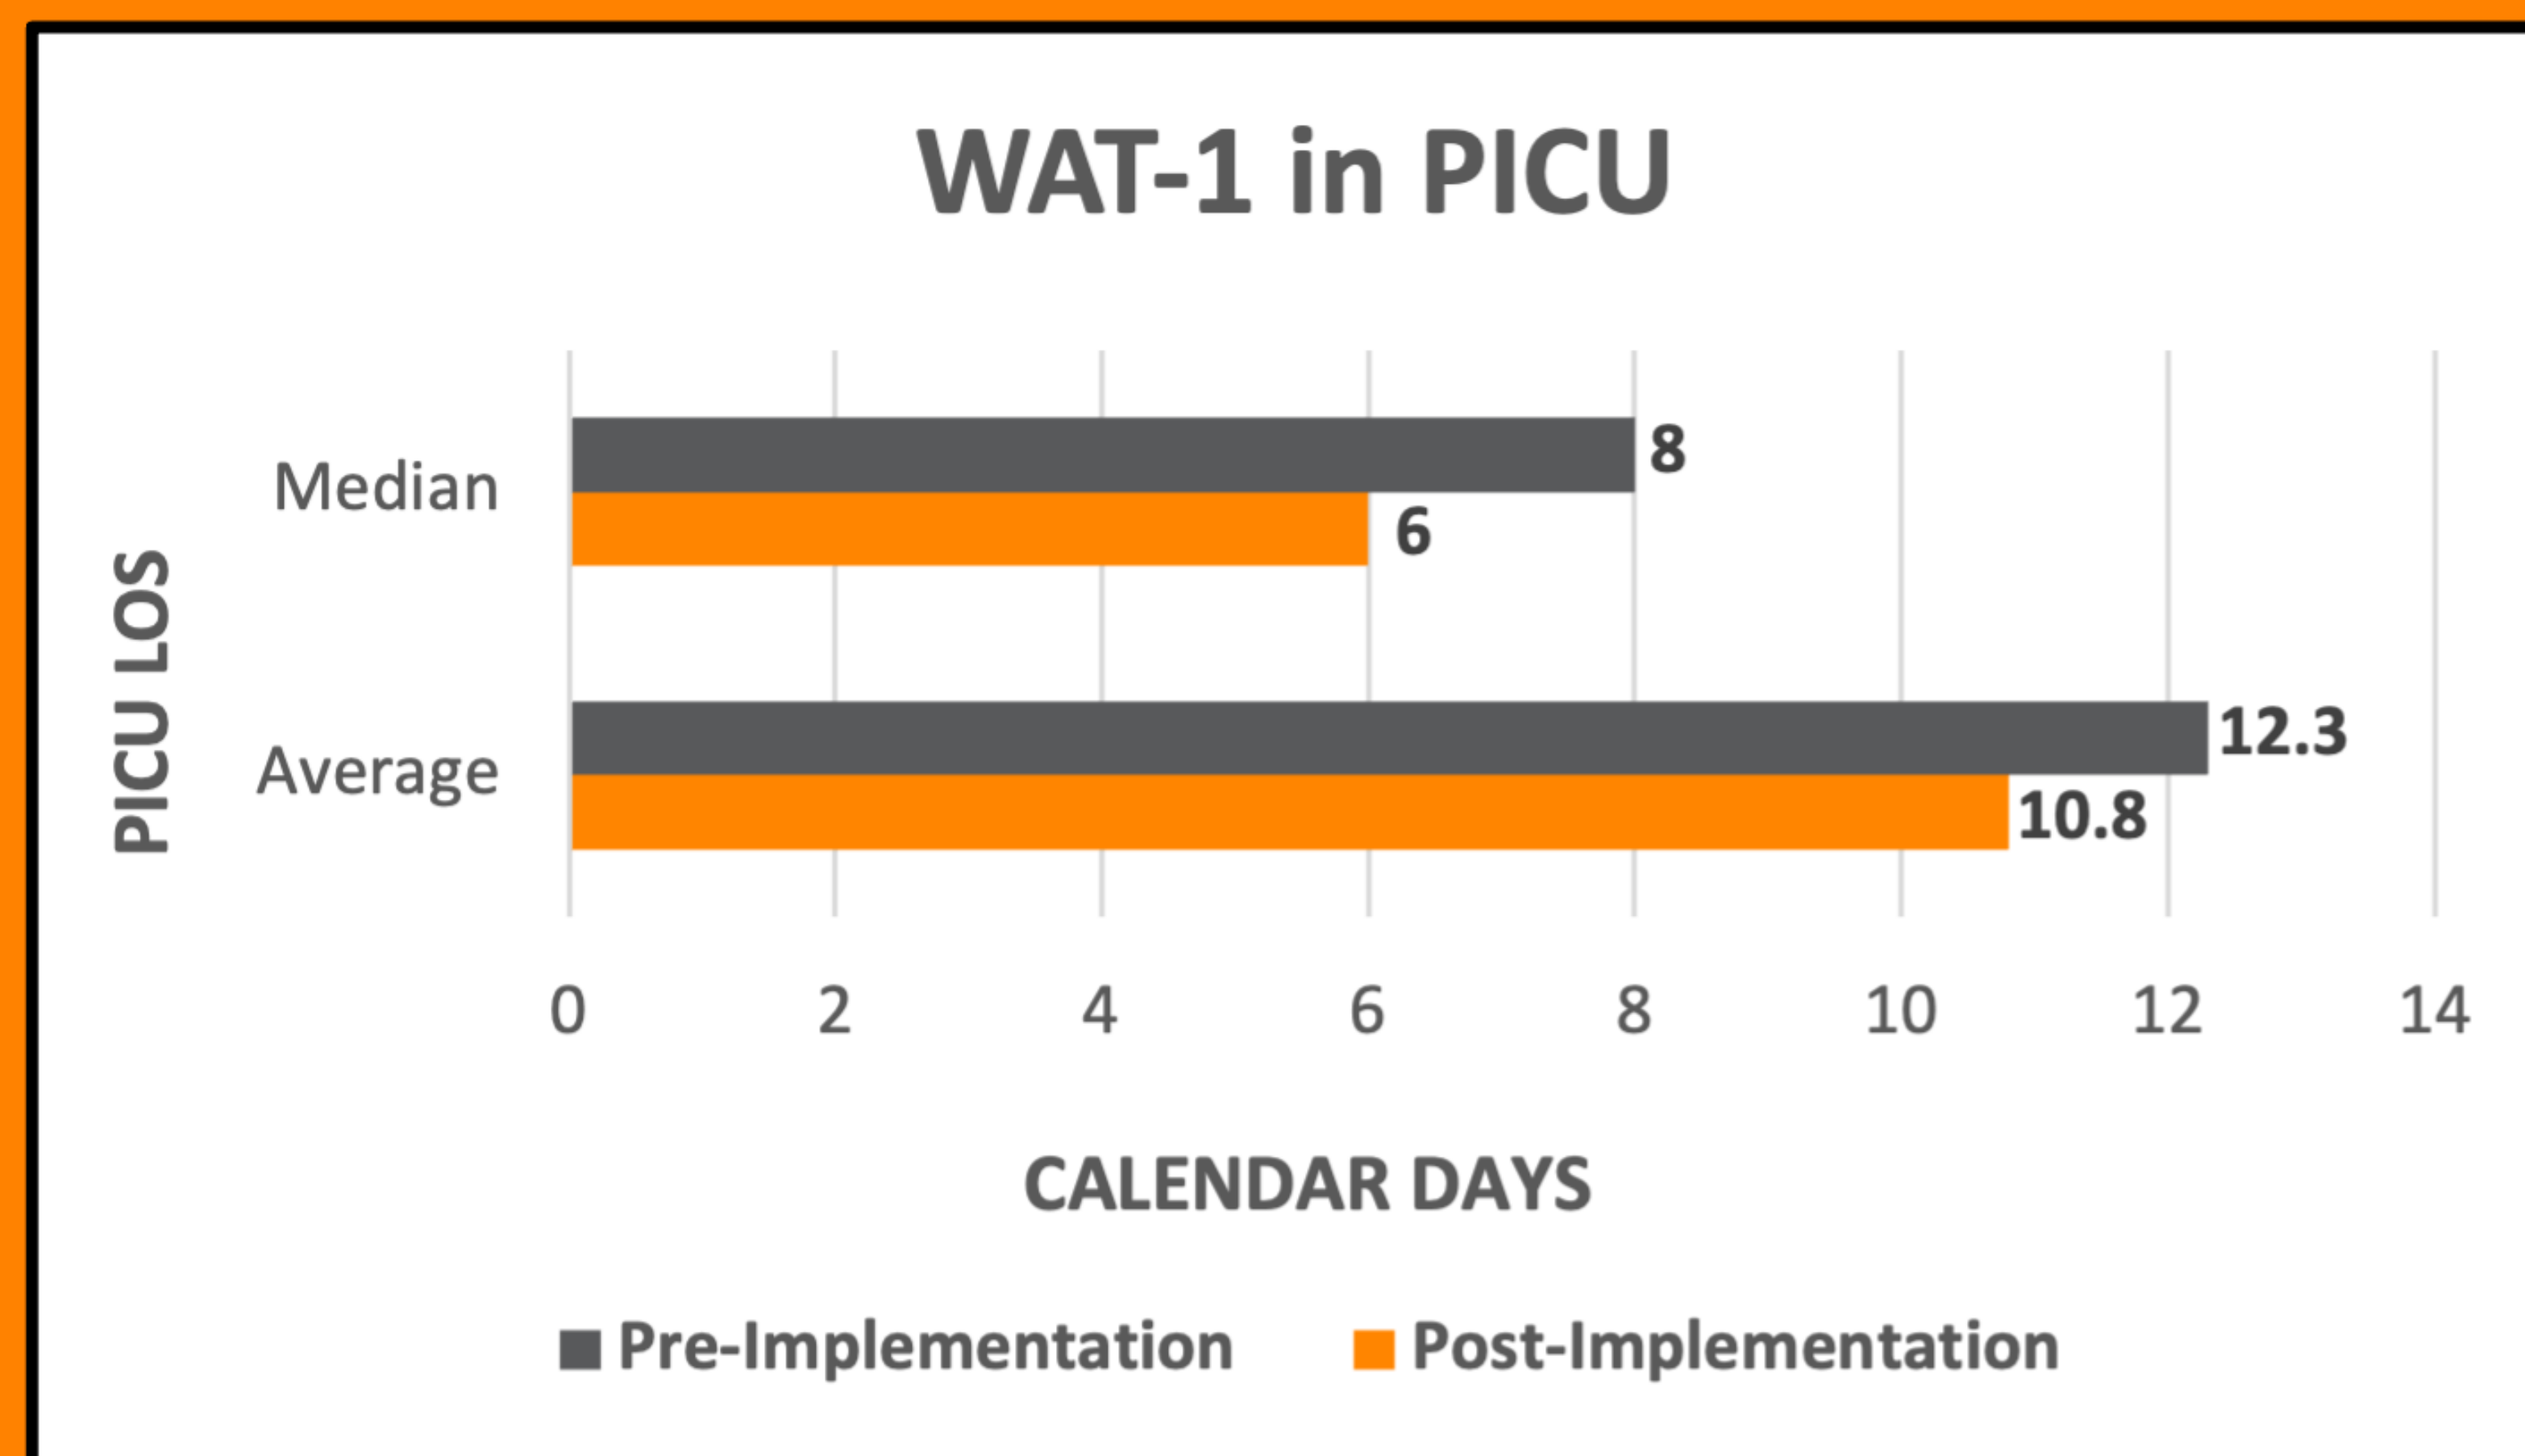 WAT-1 in PICU
PICU LOS
Median
8
6
Average
12.3
10.8
0 2 4 6 8 10 12 14
CALENDAR DAYS
Pre-Implementation Post-Implementation